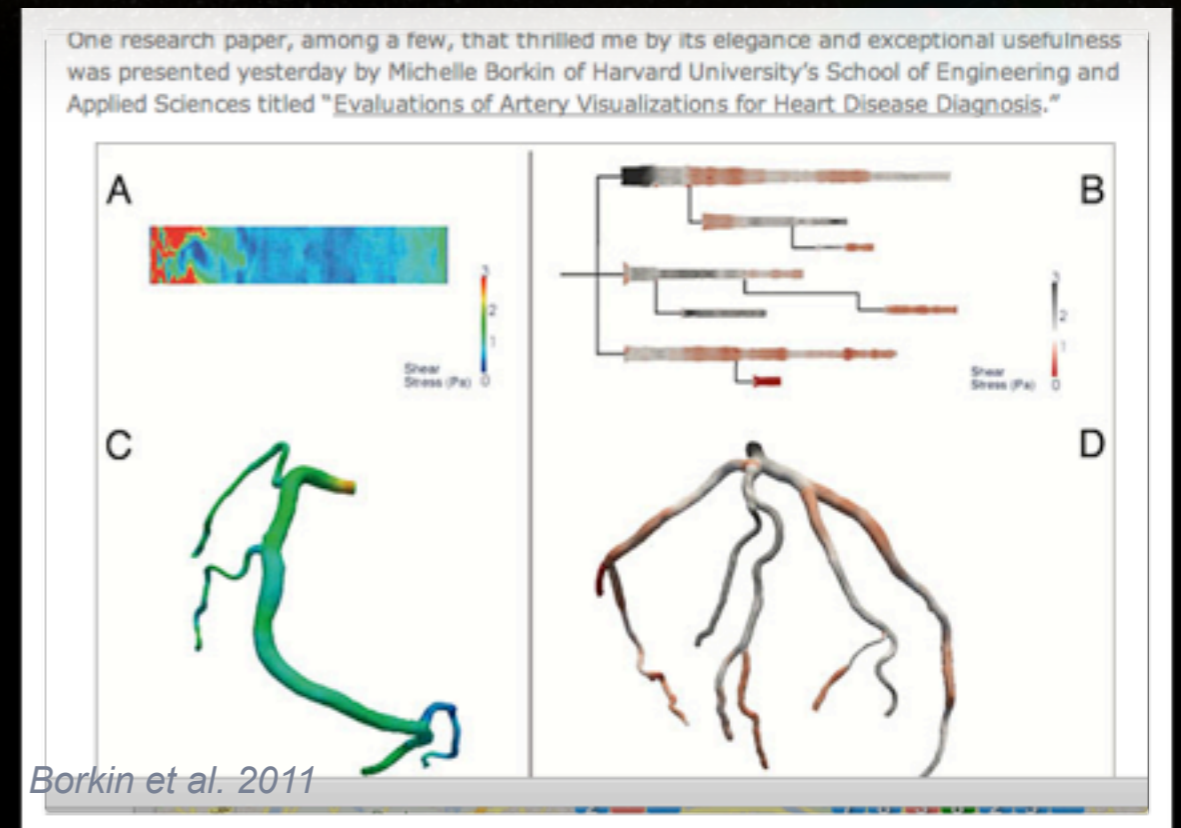 One research paper, among a few, that thrilled me by its elegance and exceptional usefulness
was presented yesterday by Michelle Borkin of Harvard University's School of Engineering and
Applied Sciences titled “Evaluations of Artery Visualizations for Heart Disease Diagnosis.”
A
3
2
1
Shear
Stress (Pa) 0
B
3
2
1
Shear
Stress (Pa) 0
C
D
Borkin et al. 2011